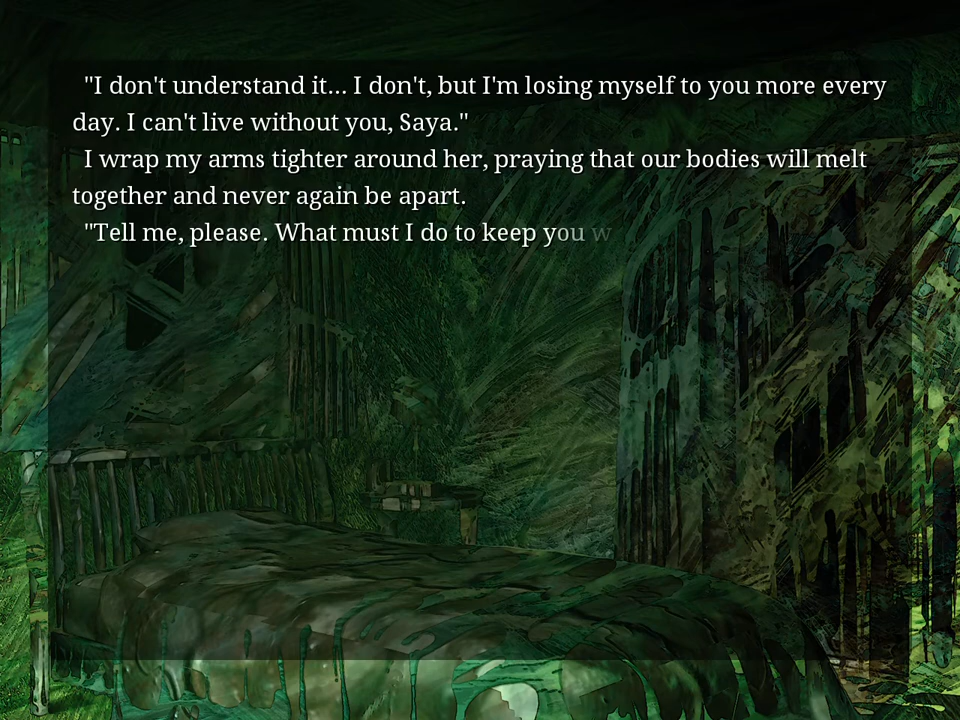 "I don't understand it... I don't, but I'm losing myself to you more every
day. I can't live without you, Saya."
I wrap my arms tighter around her, praying that our bodies will melt
together and never again be apart.
"Tell me, please. What must I do to keep you w